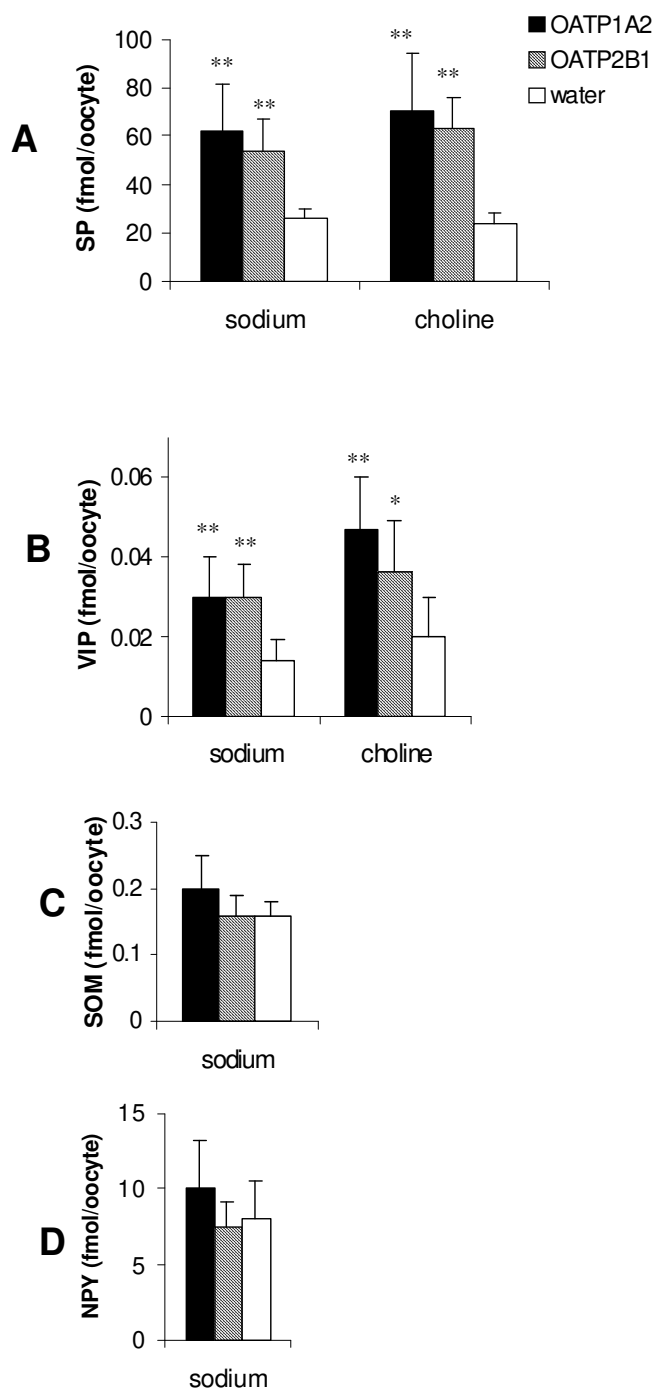 OATP1A2
OATP2B1
water
A
SP (fmol/oocyte)
100
80
60
40
20
0
** ** ** **
sodium choline
B
VIP (fmol/oocyte)
0.06
0.04
0.02
0
** ** ** *
sodium choline
C
SOM (fmol/oocyte)
0.3
0.2
0.1
0
sodium
D
NPY (fmol/oocyte)
15
10
5
0
sodium